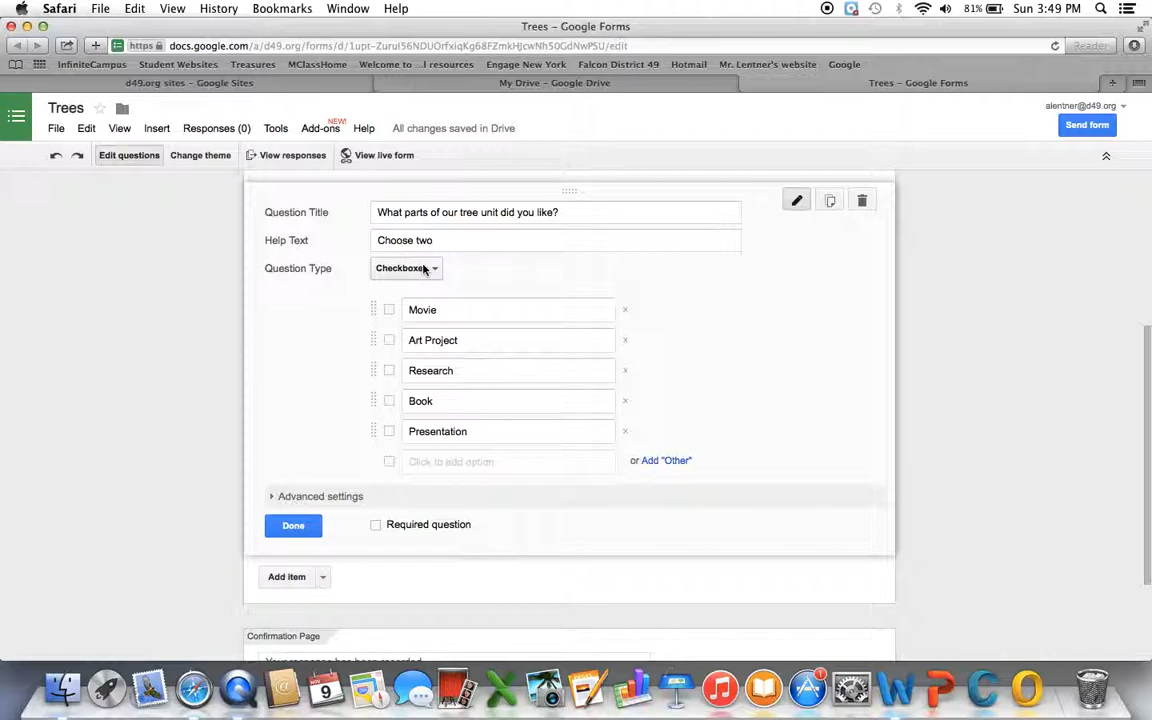 Safari File Edit View History Bookmarks Window Help 81% Sun 3:49 PM
Trees – Google Forms
https docs.google.com/a/d49.org/forms/d/1upt-Zurul56NDUOrfxiqKg68FZmkHjcwNh50GdNwPSU/edit Reader
InfiniteCampus Student Websites Treasures MClassHome Welcome to ...l resources Engage New York Falcon District 49 Hotmail Mr. Lentner's website Google
d49.org sites – Google Sites My Drive – Google Drive Trees – Google Forms
Trees alentner@d49.org
NEW!
File Edit View Insert Responses (0) Tools Add-ons Help All changes saved in Drive Send form
Edit questions Change theme View responses View live form
Question Title What parts of our tree unit did you like?
Help Text Choose two
Question Type Checkboxes
Movie x
Art Project x
Research x
Book x
Presentation x
Click to add option or Add "Other"
Advanced settings
Done Required question
Add item
Confirmation Page
Your response has been recorded.
NOV 9 1 W P C O